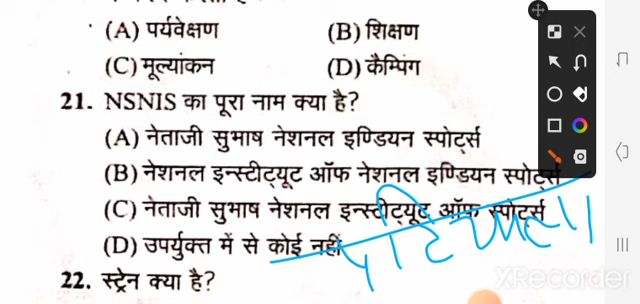 (A) पर्यवेक्षण (B) शिक्षण
(C) मूल्यांकन (D) कैम्पिंग
21. NSNIS का पूरा नाम क्या है?
(A) नेताजी सुभाष नेशनल इण्डियन स्पोर्ट्स
(B) नेशनल इन्स्टीट्यूट ऑफ नेशनल इण्डियन स्पोर्ट्स
(C) नेताजी सुभाष नेशनल इन्स्टीट्यूट ऑफ स्पोर्ट्स
(D) उपर्युक्त में से कोई नहीं
पटियाला
22. स्ट्रेन क्या है?
XRecorder